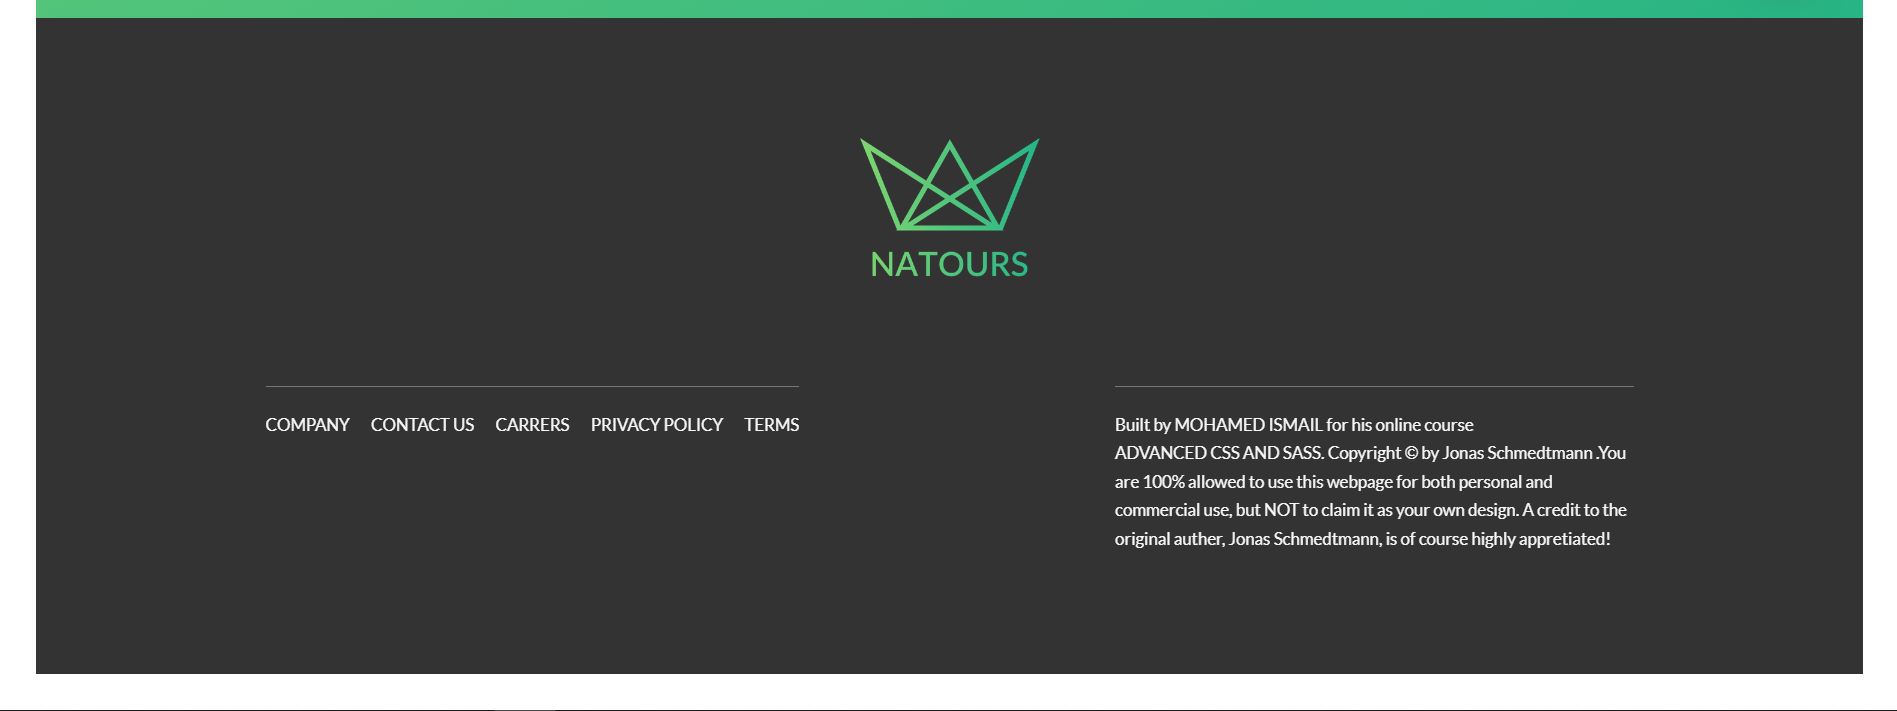 NATOURS
COMPANY CONTACT US CARRERS PRIVACY POLICY TERMS
Built by MOHAMED ISMAIL for his online course
ADVANCED CSS AND SASS. Copyright © by Jonas Schmedtmann .You
are 100% allowed to use this webpage for both personal and
commercial use, but NOT to claim it as your own design. A credit to the
original auther, Jonas Schmedtmann, is of course highly appretiated!